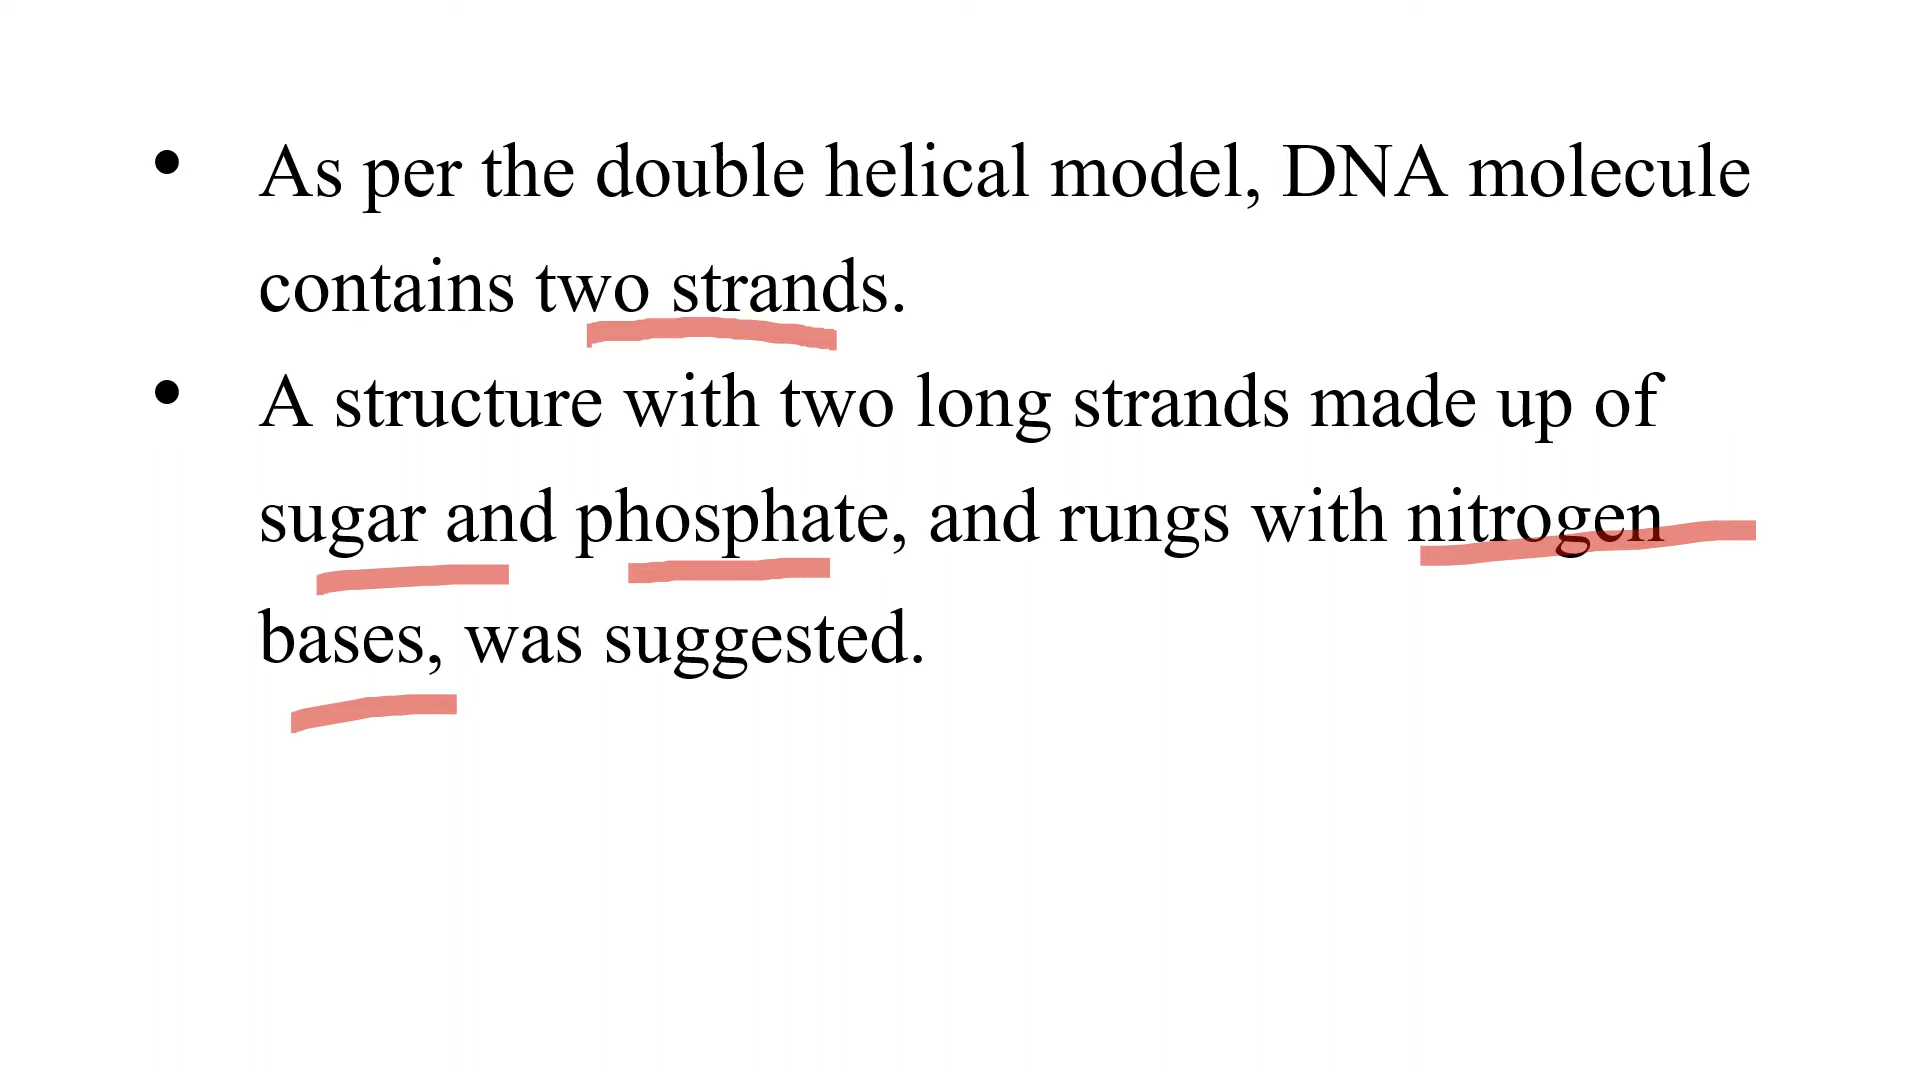 • As per the double helical model, DNA molecule
contains two strands.
• A structure with two long strands made up of
sugar and phosphate, and rungs with nitrogen
bases, was suggested.